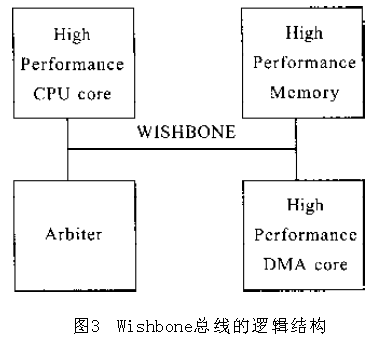 High
Performance
CPU core
High
Performance
Memory
WISHBONE
Arbiter
High
Performance
DMA core
图3 Wishbone总线的逻辑结构